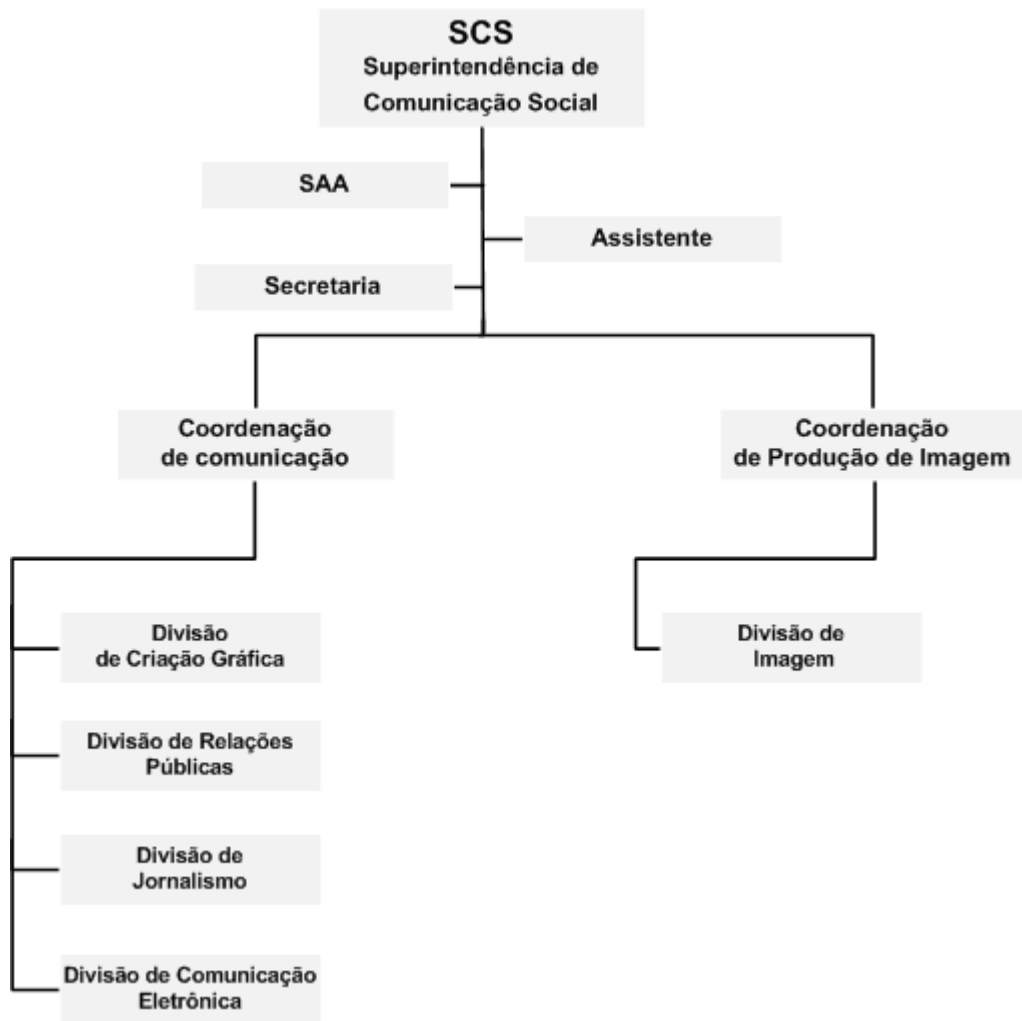 SCS
Superintendência de
Comunicação Social
SAA
Assistente
Secretaria
Coordenação
de comunicação
Coordenação
de Produção de Imagem
Divisão
de Criação Gráfica
Divisão de Relações
Públicas
Divisão de
Jornalismo
Divisão de Comunicação
Eletrônica
Divisão de
Imagem